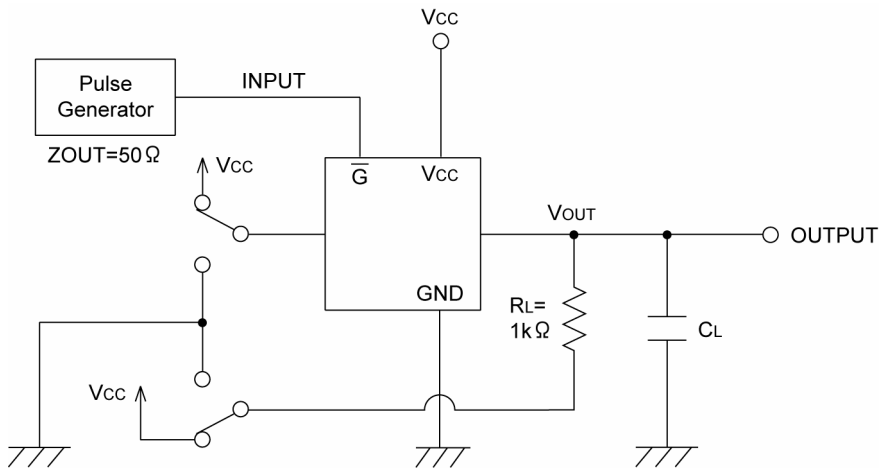 VCC
Pulse
Generator
INPUT
ZOUT=50Ω
VCC
G̅
VCC
VOUT
OUTPUT
GND
RL=
1kΩ
CL
VCC